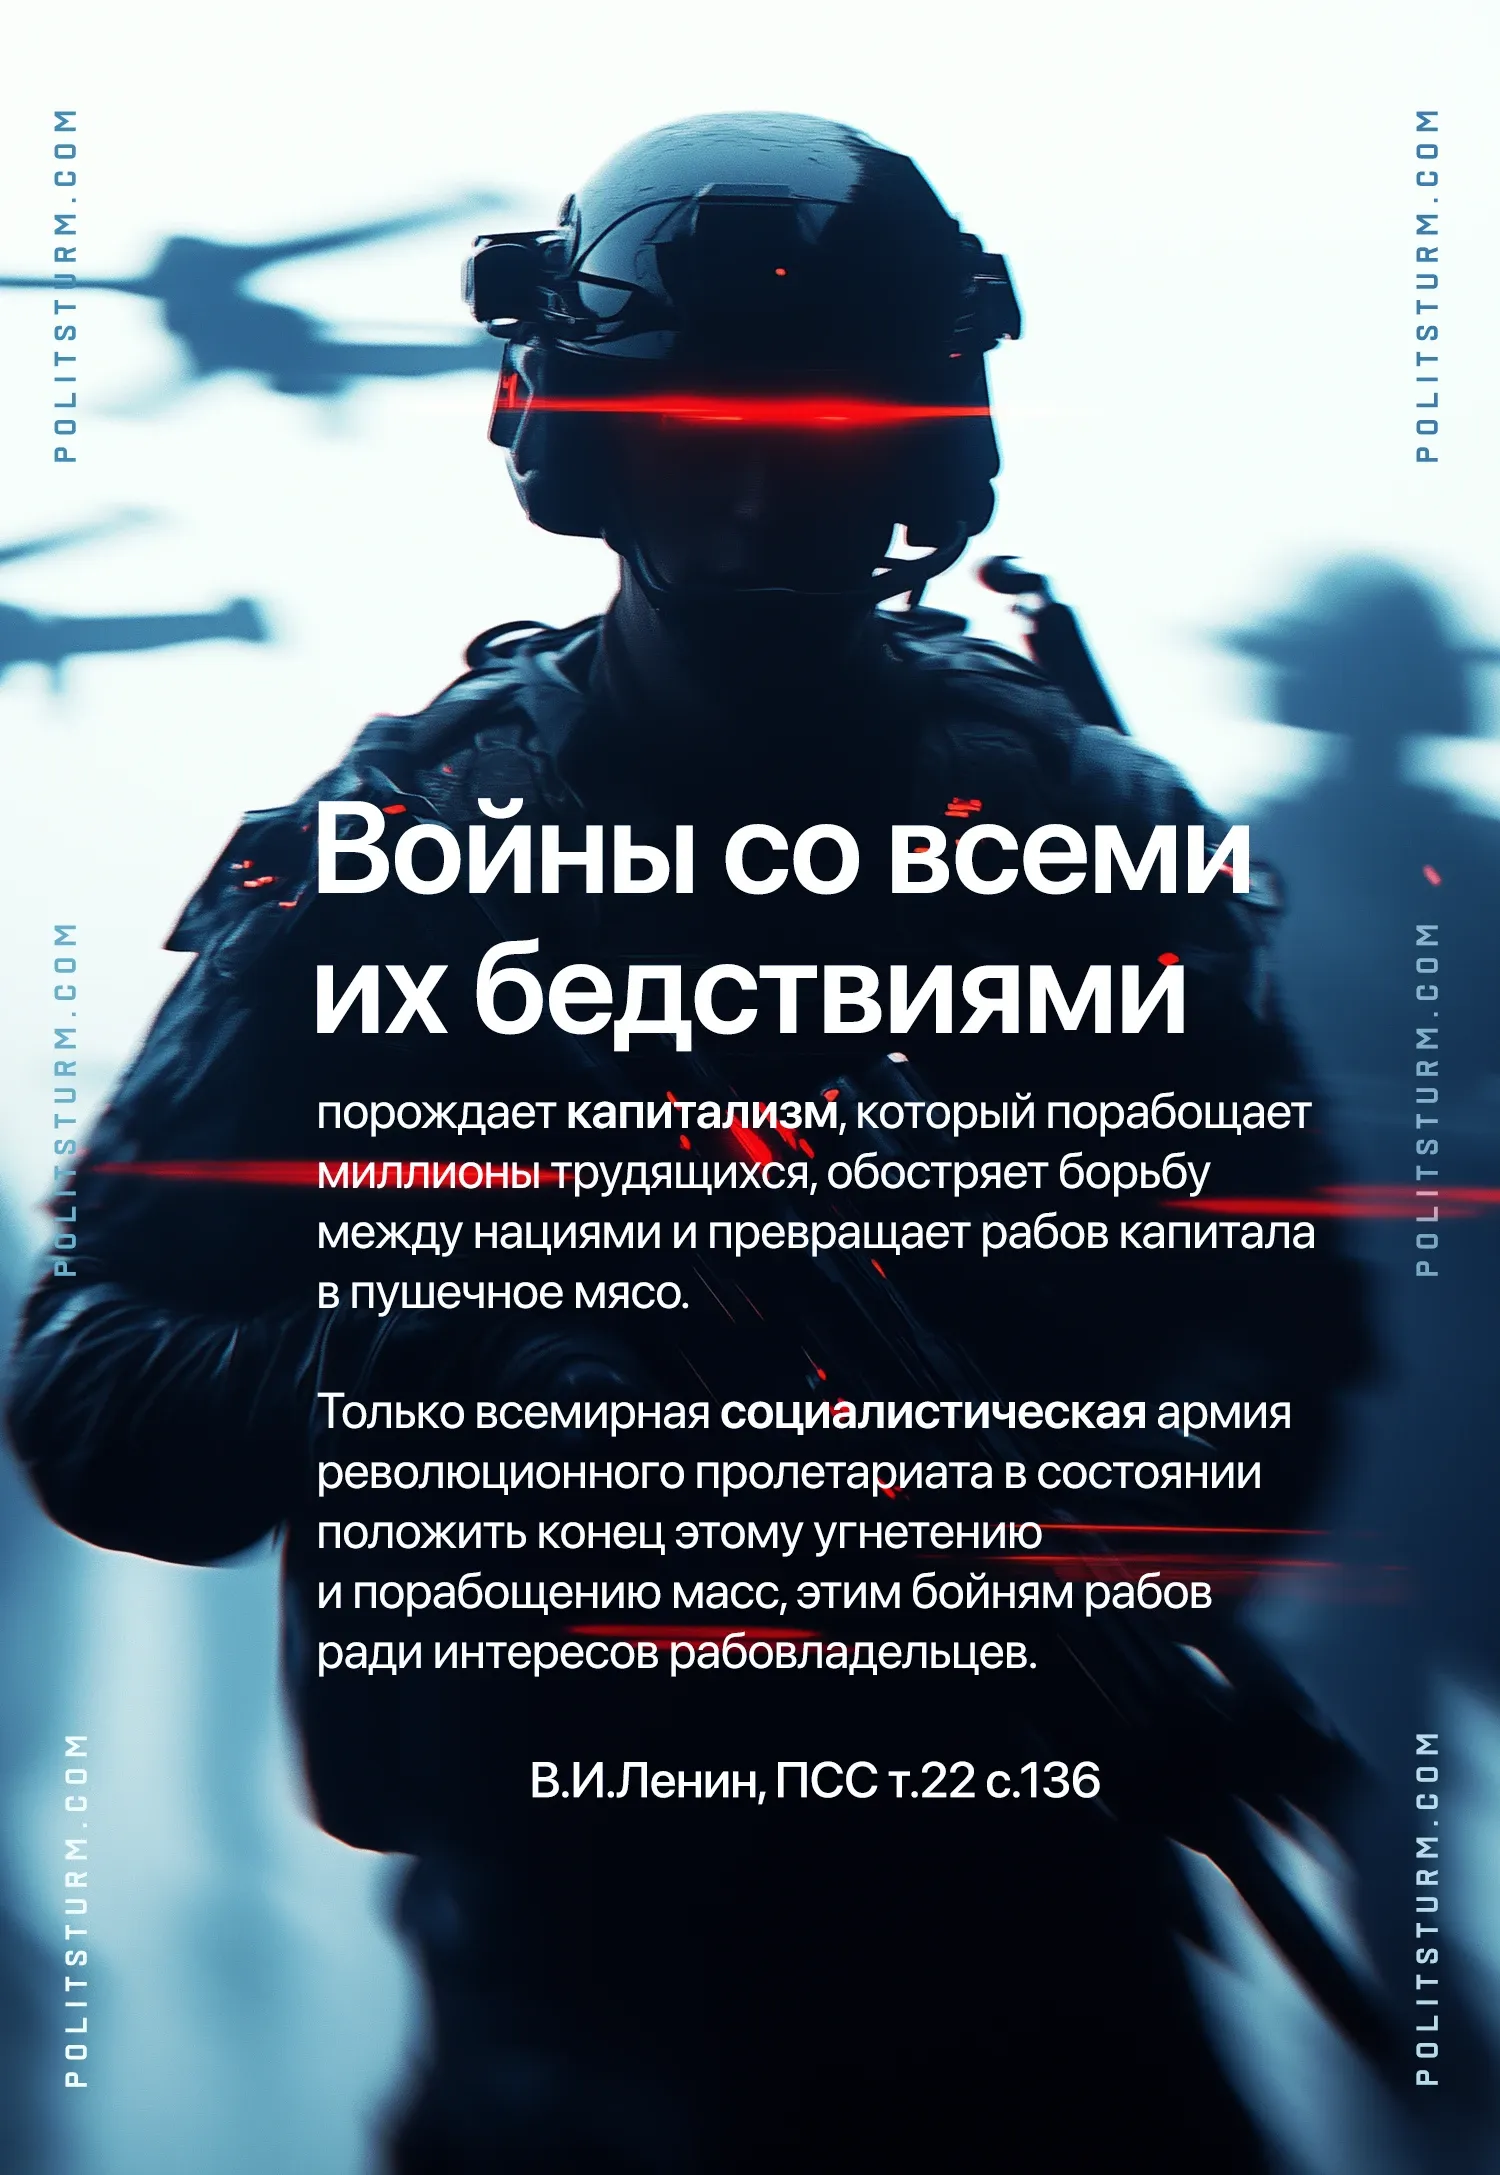 POLITSTURM.COM
POLITSTURM.COM
Войны со всеми
их бедствиями
POLITSTURM.COM
POLITSTURM.COM
порождает капитализм, который порабощает
миллионы трудящихся, обостряет борьбу
между нациями и превращает рабов капитала
в пушечное мясо.
Только всемирная социалистическая армия
революционного пролетариата в состоянии
положить конец этому угнетению
и порабощению масс, этим бойням рабов
ради интересов рабовладельцев.
В.И.Ленин, ПСС т.22 с.136
POLITSTURM.COM
POLITSTURM.COM